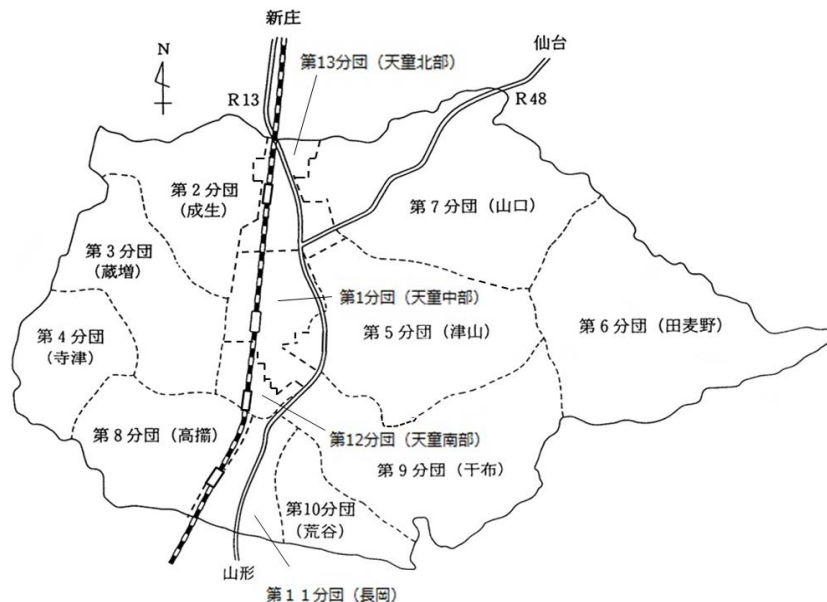 新庄
仙台
第13分団（天童北部）
N
R13
R48
第2分団
（成生）
第7分団（山口）
第3分団
（蔵増）
第1分団（天童中部）
第5分団（津山）
第6分団（田麦野）
第4分団
（寺津）
第8分団（高擶）
第12分団（天童南部）
第9分団（干布）
第10分団
（荒谷）
山形
第１１分団（長岡）